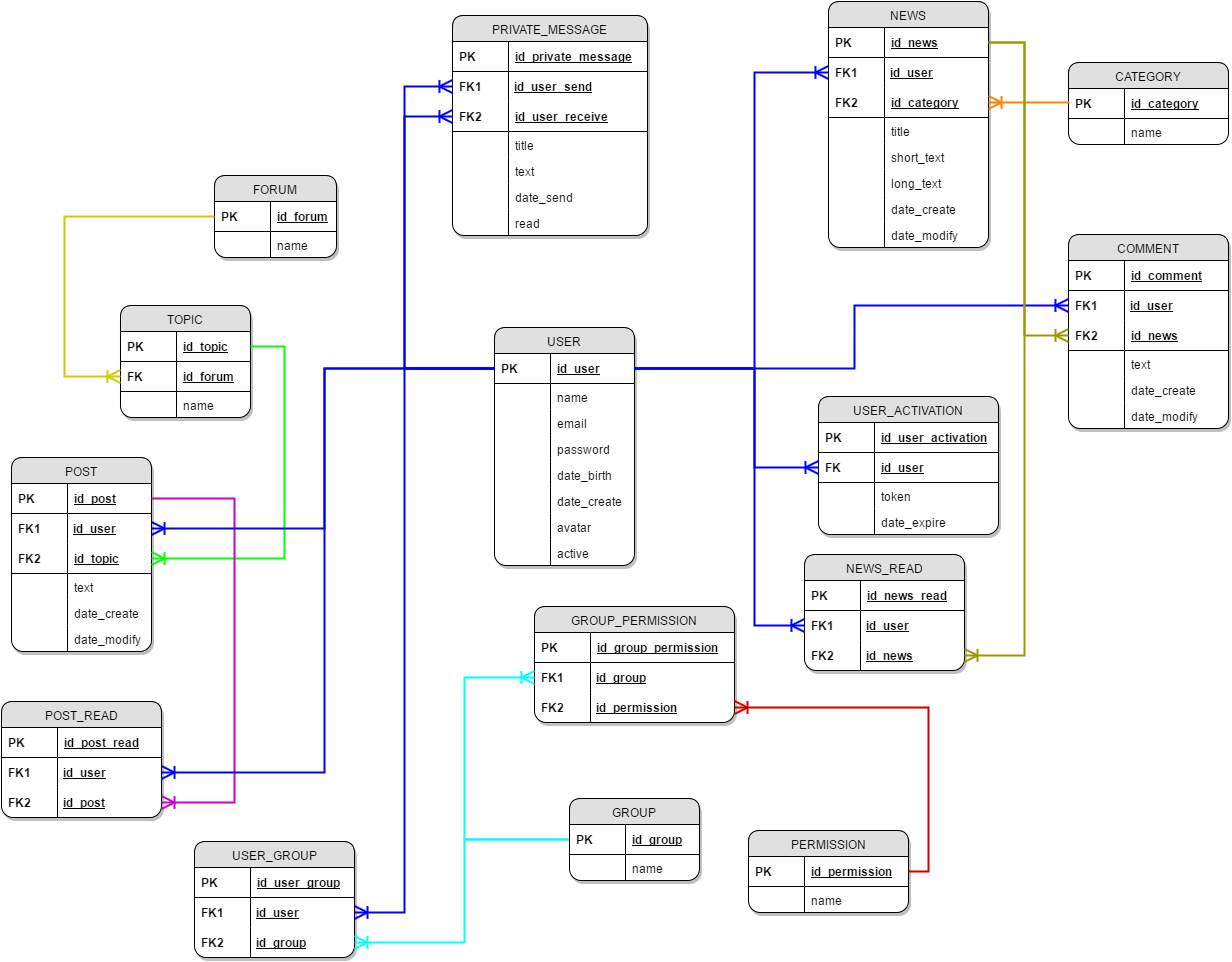 PRIVATE_MESSAGE
PK id_private_message
FK1 id_user_send
FK2 id_user_receive
title
text
date_send
read
NEWS
PK id_news
FK1 id_user
FK2 id_category
title
short_text
long_text
date_create
date_modify
CATEGORY
PK id_category
name
FORUM
PK id_forum
name
COMMENT
PK id_comment
FK1 id_user
FK2 id_news
text
date_create
date_modify
TOPIC
PK id_topic
FK id_forum
name
USER
PK id_user
name
email
password
date_birth
date_create
avatar
active
USER_ACTIVATION
PK id_user_activation
FK id_user
token
date_expire
POST
PK id_post
FK1 id_user
FK2 id_topic
text
date_create
date_modify
NEWS_READ
PK id_news_read
FK1 id_user
FK2 id_news
GROUP_PERMISSION
PK id_group_permission
FK1 id_group
FK2 id_permission
POST_READ
PK id_post_read
FK1 id_user
FK2 id_post
GROUP
PK id_group
name
PERMISSION
PK id_permission
name
USER_GROUP
PK id_user_group
FK1 id_user
FK2 id_group